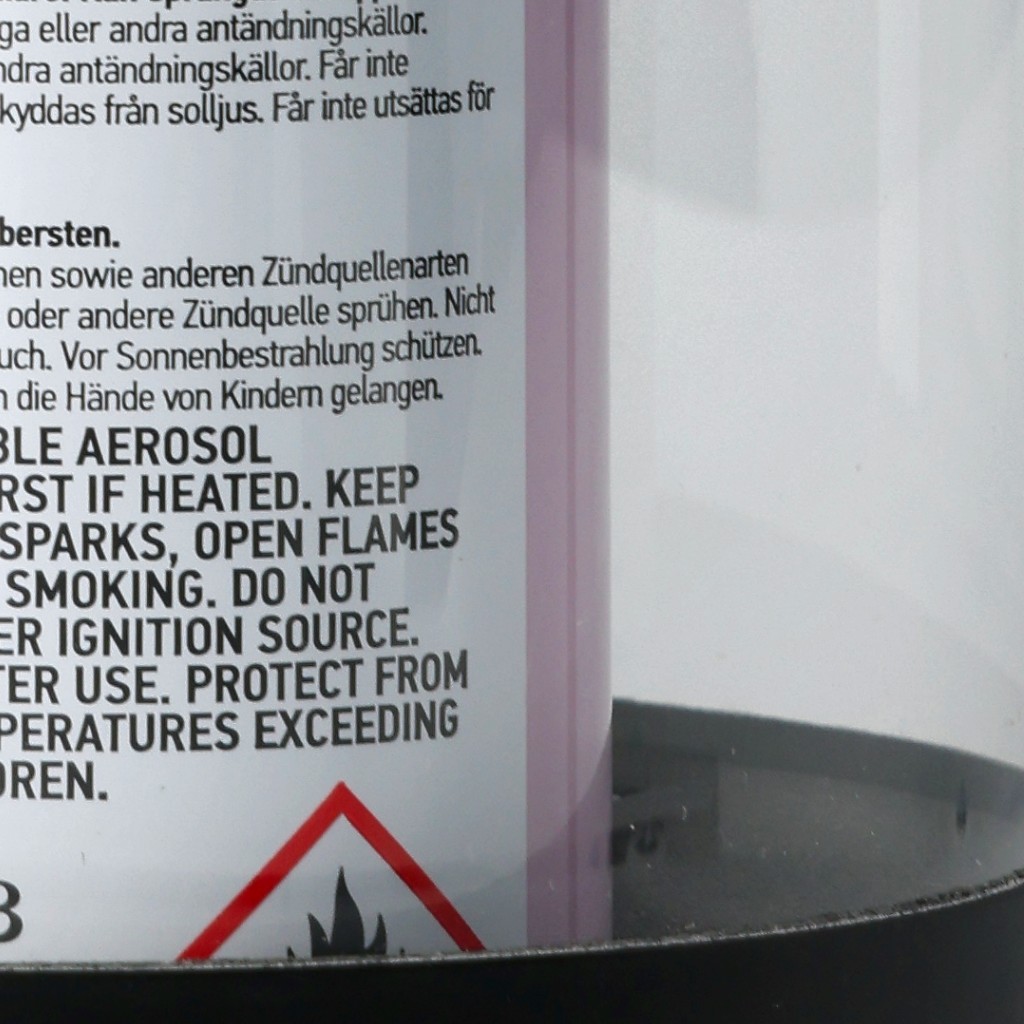 ga eller andra antändningskällor.
ndra antändningskällor. Får inte
kyddas från solljus. Får inte utsättas för
bersten.
nen sowie anderen Zündquellenarten
oder andere Zündquelle sprühen. Nicht
uch. Vor Sonnenbestrahlung schützen.
n die Hände von Kindern gelangen.
BLE AEROSOL
RST IF HEATED. KEEP
SPARKS, OPEN FLAMES
SMOKING. DO NOT
ER IGNITION SOURCE.
TER USE. PROTECT FROM
PERATURES EXCEEDING
DREN.
3